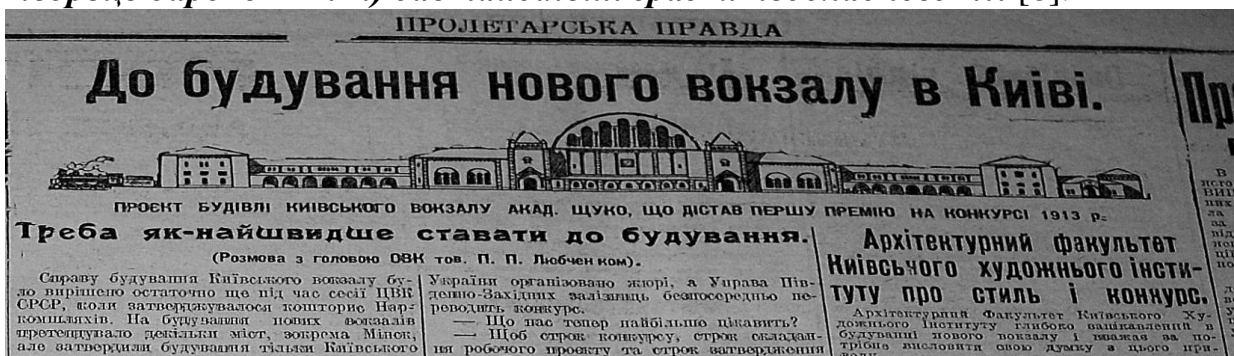 ПРОЛЕТАРСЬКА ПРАВДА
До будування нового вокзалу в Київі.
ПРОЄКТ БУДІВЛІ КИЇВСЬКОГО ВОКЗАЛУ АКАД. ЩУКО, ЩО ДІСТАВ ПЕРШУ ПРЕМІЮ НА КОНКУРСІ 1913 р.
Треба як-найшвидше ставати до будування.
(Розмова з головою ОВК тов. П. П. Любченком).
Справу будування Київського вокзалу бу-
ло вирішено остаточно ще під час сесії ЦВК
СРСР, коли затверджувалося кошторис Нар-
комшляхів. На будування нових вокзалів
претендувало декільки міст, зокрема Мінськ,
але затвердили будування тільки Київського
України організовано жюрі, а Управа Пів-
денно-Західних залізниць безпосередньо пе-
реводить конкурс.
— Що нас тепер найбільше цікавить?
— Щоб строк конкурсу, строк складан-
ня робочого проєкту та строк затвердження
Архітектурний факультет
Київського художнього інсти-
туту про стиль і конкурс.
Архітектурний Факультет Київського Ху-
дожнього Інституту глибоко зацікавлений в
будуванні нового вокзалу і вважає за по-
трібне висловити свою думку з цього при-